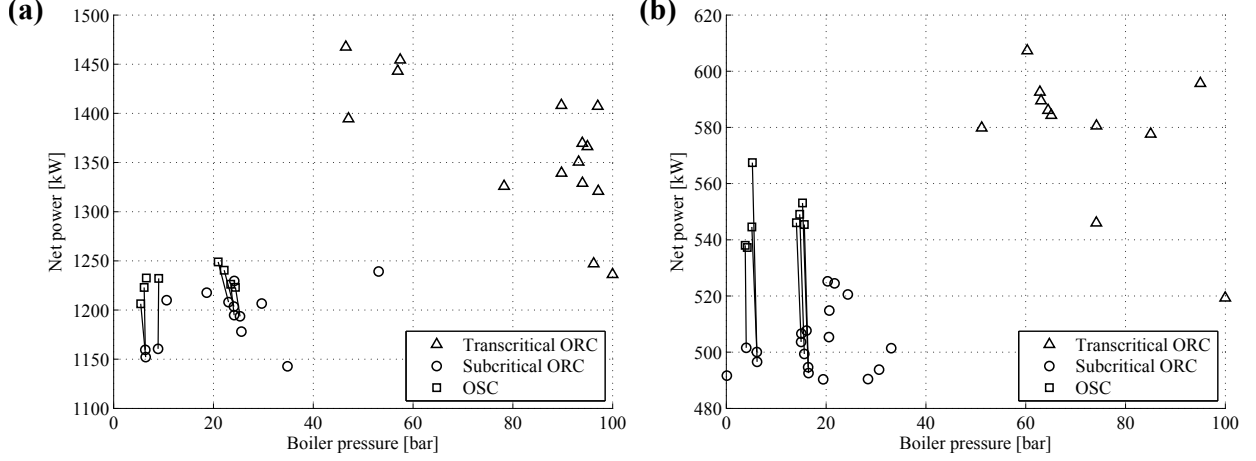 (a)
Net power [kW]
1500
1450
1400
1350
1300
1250
1200
1150
1100
0 20 40 60 80 100
Boiler pressure [bar]
Transcritical ORC
Subcritical ORC
OSC
(b)
Net power [kW]
620
600
580
560
540
520
500
480
0 20 40 60 80 100
Boiler pressure [bar]
Transcritical ORC
Subcritical ORC
OSC